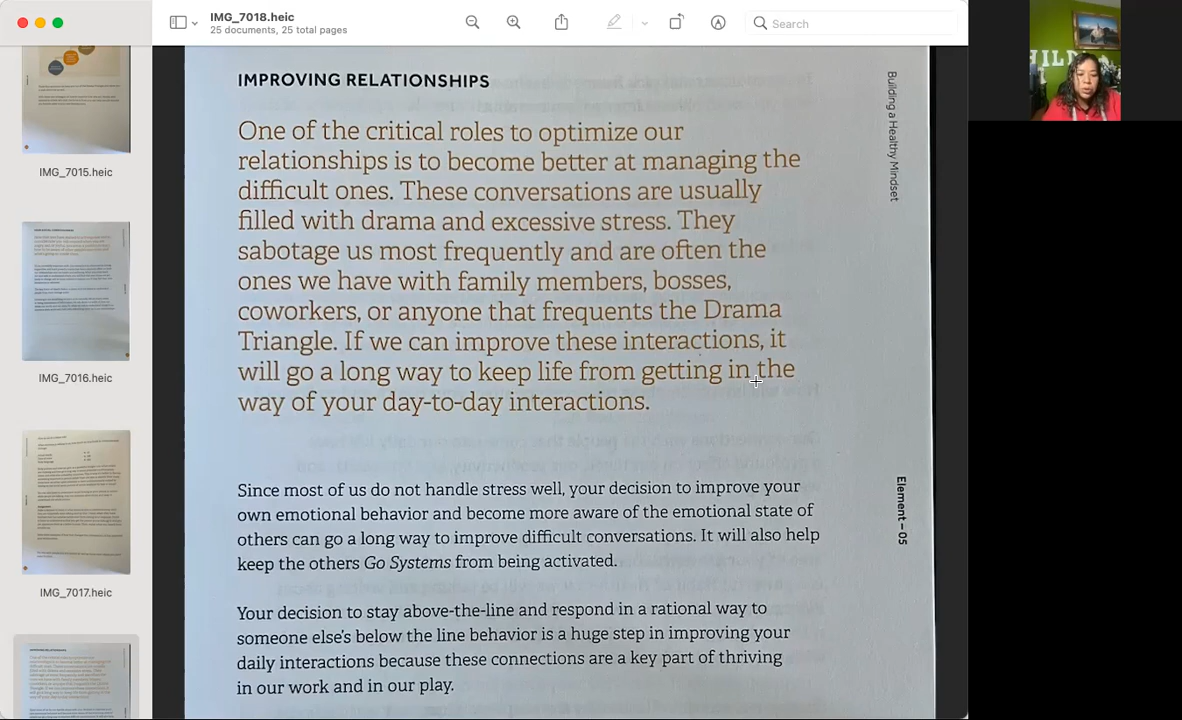 IMG_7018.heic
25 documents, 25 total pages
Search
IMG_7015.heic
IMG_7016.heic
IMG_7017.heic
IMPROVING RELATIONSHIPS
One of the critical roles to optimize our
relationships is to become better at managing the
difficult ones. These conversations are usually
filled with drama and excessive stress. They
sabotage us most frequently and are often the
ones we have with family members, bosses,
coworkers, or anyone that frequents the Drama
Triangle. If we can improve these interactions, it
will go a long way to keep life from getting in the
way of your day-to-day interactions.
Since most of us do not handle stress well, your decision to improve your
own emotional behavior and become more aware of the emotional state of
others can go a long way to improve difficult conversations. It will also help
keep the others Go Systems from being activated.
Your decision to stay above-the-line and respond in a rational way to
someone else's below the line behavior is a huge step in improving your
daily interactions because these connections are a key part of thriving
in our work and in our play.
Building a Healthy Mindset
Element – 05